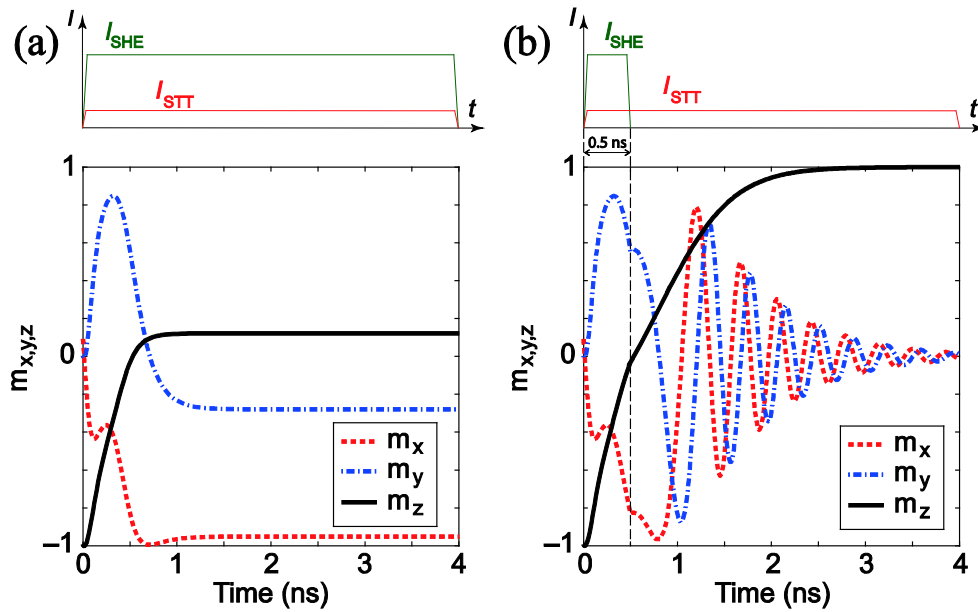 (a)
I
I_SHE
I_STT
t
1
0
−1
m_x,y,z
m_x
m_y
m_z
0 1 2 3 4
Time (ns)
(b)
I
I_SHE
I_STT
t
0.5 ns
1
0
−1
m_x,y,z
m_x
m_y
m_z
0 1 2 3 4
Time (ns)